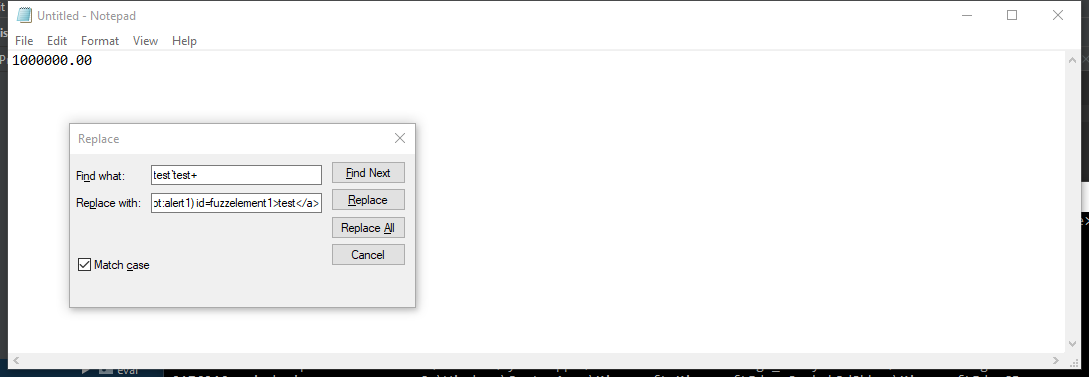 Untitled - Notepad
File Edit Format View Help
1000000.00
Replace
Find what: test'test+ Find Next
Replace with: pt:alert1) id=fuzzelement1>test</a> Replace
Replace All
Cancel
Match case
eval